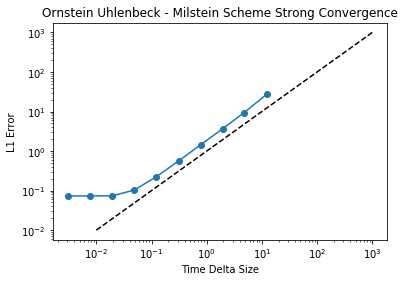 Ornstein Uhlenbeck - Milstein Scheme Strong Convergence
L1 Error
10³
10²
10¹
10⁰
10⁻¹
10⁻²
10⁻² 10⁻¹ 10⁰ 10¹ 10² 10³
Time Delta Size